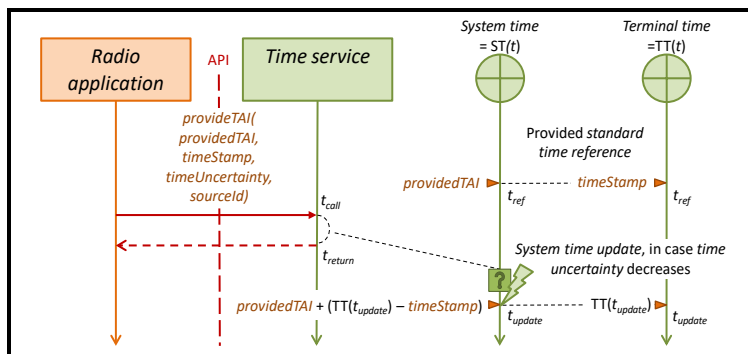 Radio
application
API
Time service
System time
= ST(t)
Terminal time
=TT(t)
provideTAI(
providedTAI,
timeStamp,
timeUncertainty,
sourceId)
Provided standard
time reference
providedTAI
timeStamp
t_ref
t_ref
t_call
t_return
System time update, in case time
uncertainty decreases
?
providedTAI + (TT(t_update) – timeStamp)
t_update
TT(t_update)
t_update